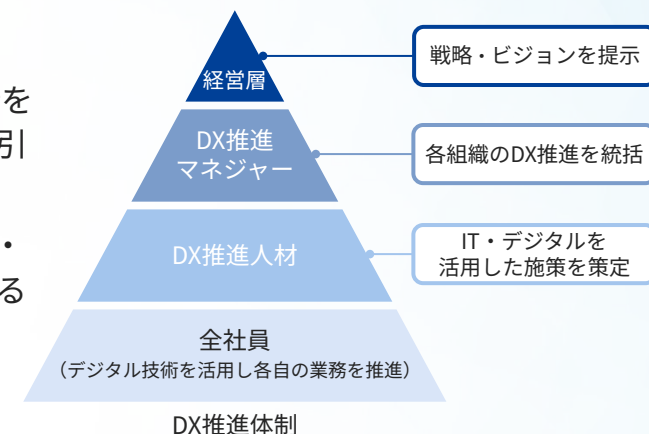 を
引
・
る
経営層
戦略・ビジョンを提示
DX推進
マネジャー
各組織のDX推進を統括
DX推進人材
IT・デジタルを
活用した施策を策定
全社員
（デジタル技術を活用し各自の業務を推進）
DX推進体制